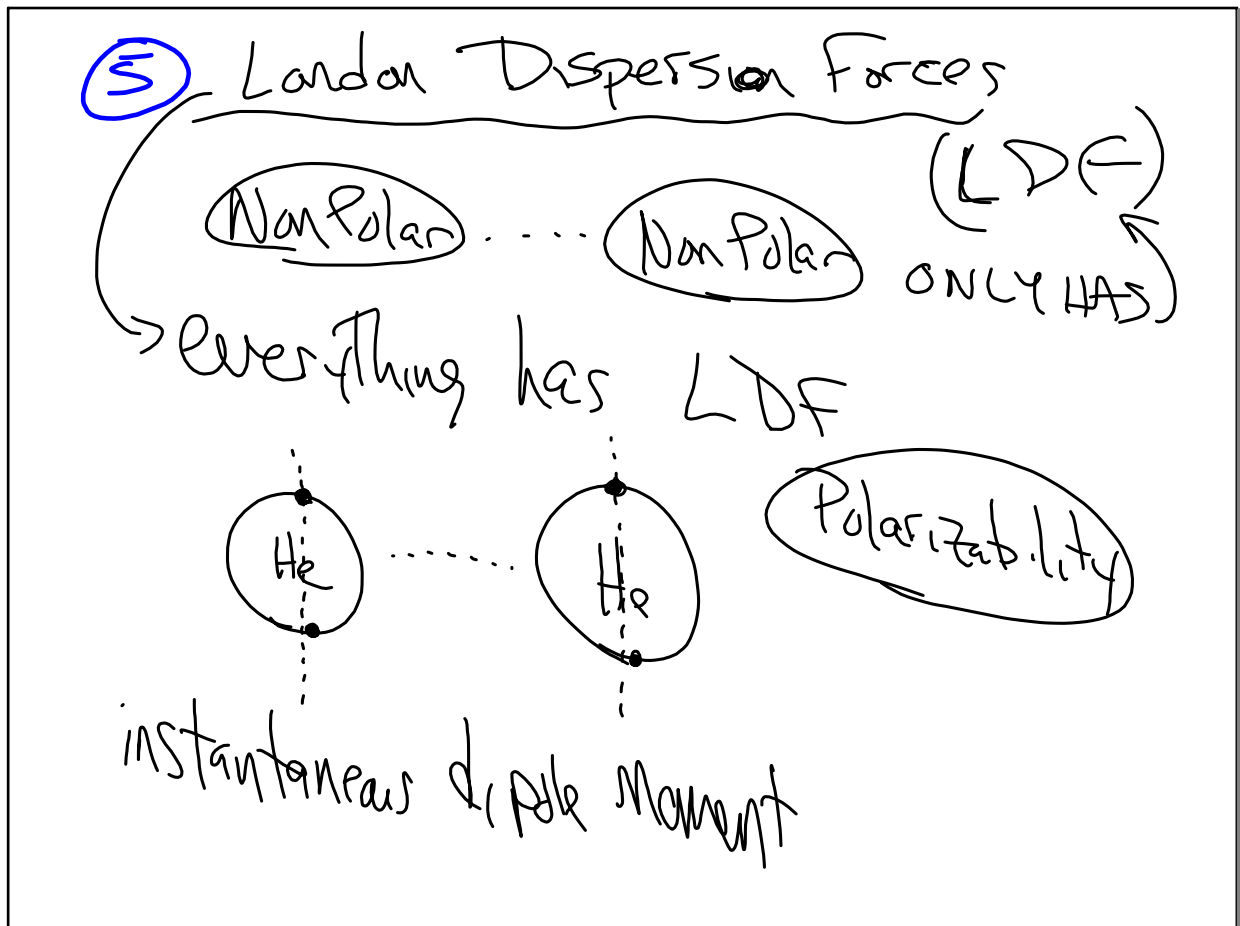 5 London Dispersion Forces
(LDF)
NonPolar ...... NonPolar
ONLY HAS
everything has LDF
He ....... He
Polarizability
instantaneous dipole moment